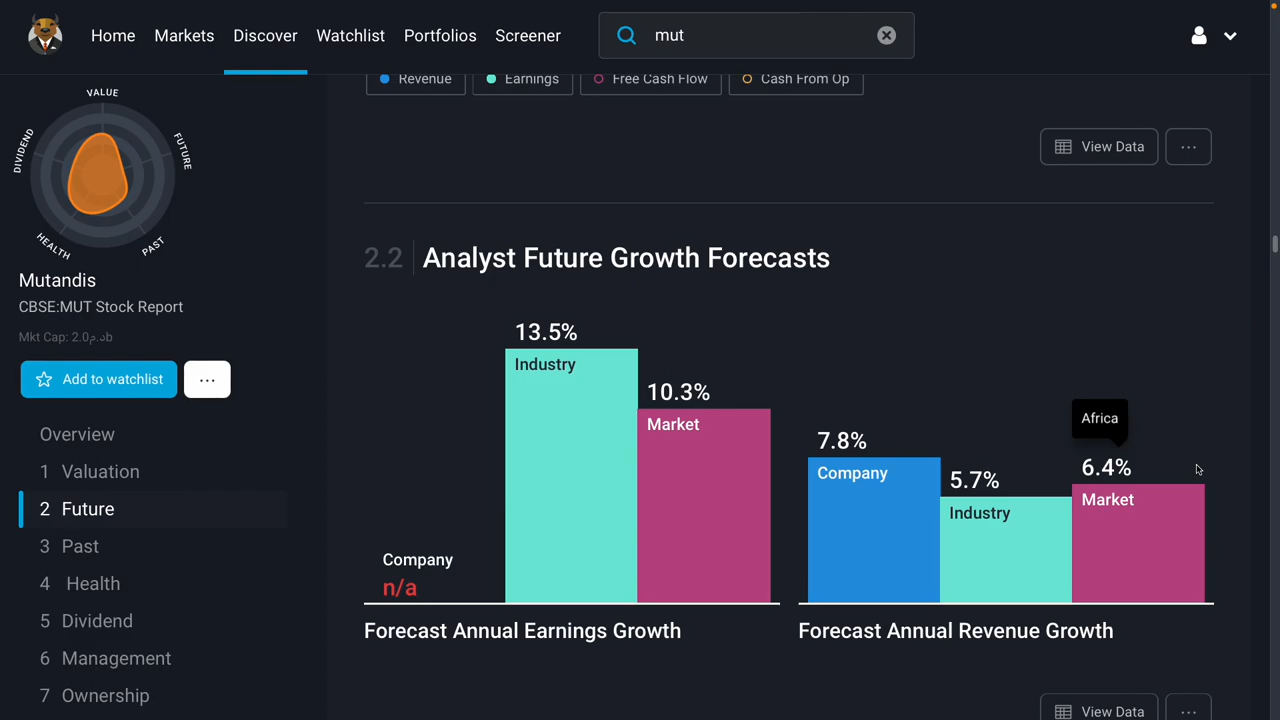 Home
Markets
Discover
Watchlist
Portfolios
Screener
mut
VALUE
FUTURE
PAST
HEALTH
DIVIDEND
Mutandis
CBSE:MUT Stock Report
Mkt Cap: د.م.2.0b
Add to watchlist
...
Overview
1 Valuation
2 Future
3 Past
4 Health
5 Dividend
6 Management
7 Ownership
Revenue
Earnings
Free Cash Flow
Cash From Op
View Data
...
2.2 Analyst Future Growth Forecasts
Company
n/a
13.5%
Industry
10.3%
Market
Forecast Annual Earnings Growth
7.8%
Company
5.7%
Industry
Africa
6.4%
Market
Forecast Annual Revenue Growth
View Data
...